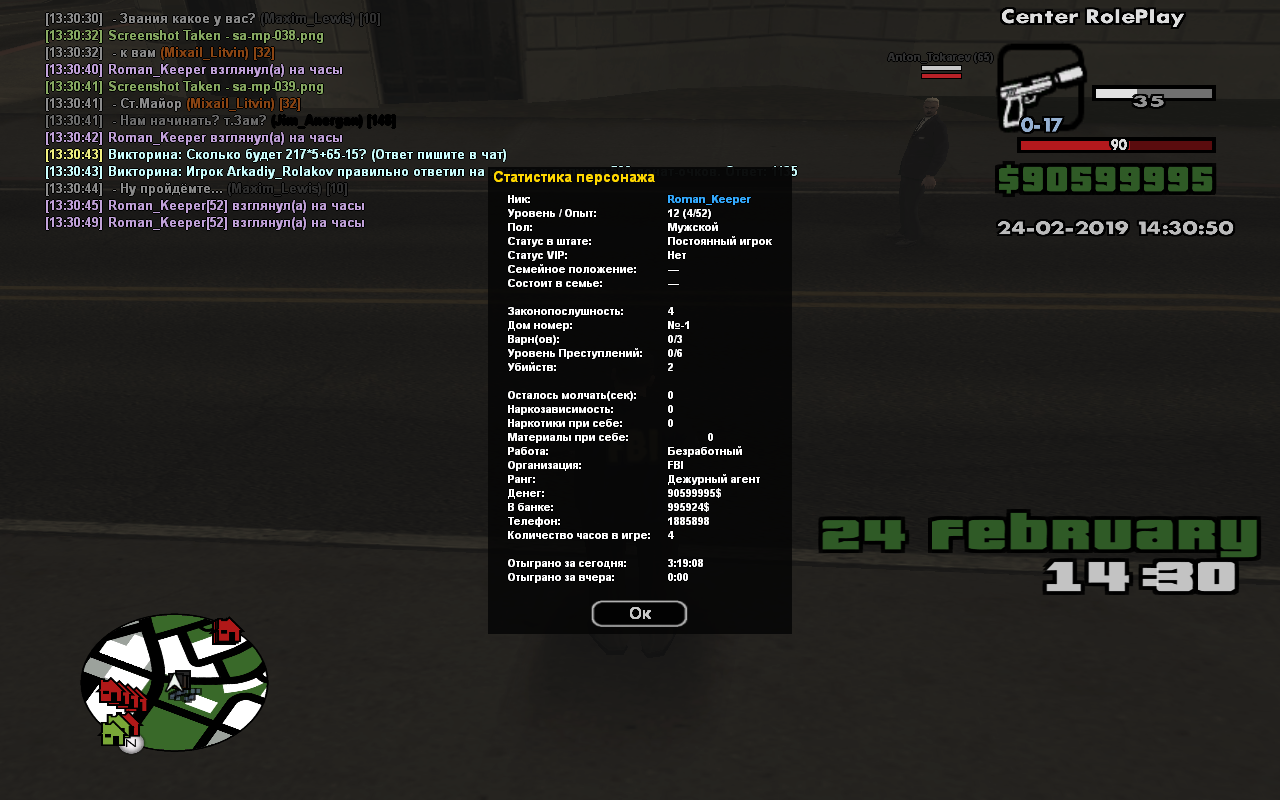 [13:30:30] - Звания какое у вас? (Maxim_Lewis) [10]
[13:30:32] Screenshot Taken - sa-mp-038.png
[13:30:32] - к вам (Mixail_Litvin) [32]
[13:30:40] Roman_Keeper взглянул(а) на часы
[13:30:41] Screenshot Taken - sa-mp-039.png
[13:30:41] - Ст.Майор (Mixail_Litvin) [32]
[13:30:41] - Нам начинать? т.Зам? (Jim_Anergan) [148]
[13:30:42] Roman_Keeper взглянул(а) на часы
[13:30:43] Викторина: Сколько будет 217*5+65-15? (Ответ пишите в чат)
[13:30:43] Викторина: Игрок Arkadiy_Rolakov правильно ответил на
[13:30:44] - Ну пройдёмте... (Maxim_Lewis) [10]
[13:30:45] Roman_Keeper[52] взглянул(а) на часы
[13:30:49] Roman_Keeper[52] взглянул(а) на часы
Center RolePlay
Anton_Tokarev (65)
35
0-17
90
$90599995
24-02-2019 14:30:50
Статистика персонажа
Ник: Roman_Keeper
Уровень / Опыт: 12 (4/52)
Пол: Мужской
Статус в штате: Постоянный игрок
Статус VIP: Нет
Семейное положение: —
Состоит в семье: —
Законопослушность: 4
Дом номер: №-1
Варн(ов): 0/3
Уровень Преступлений: 0/6
Убийств: 2
Осталось молчать(сек): 0
Наркозависимость: 0
Наркотики при себе: 0
Материалы при себе: 0
Работа: Безработный
Организация: FBI
Ранг: Дежурный агент
Денег: 90599995$
В банке: 995924$
Телефон: 1885898
Количество часов в игре: 4
Отыграно за сегодня: 3:19:08
Отыграно за вчера: 0:00
Ок
24 February
14:30
N